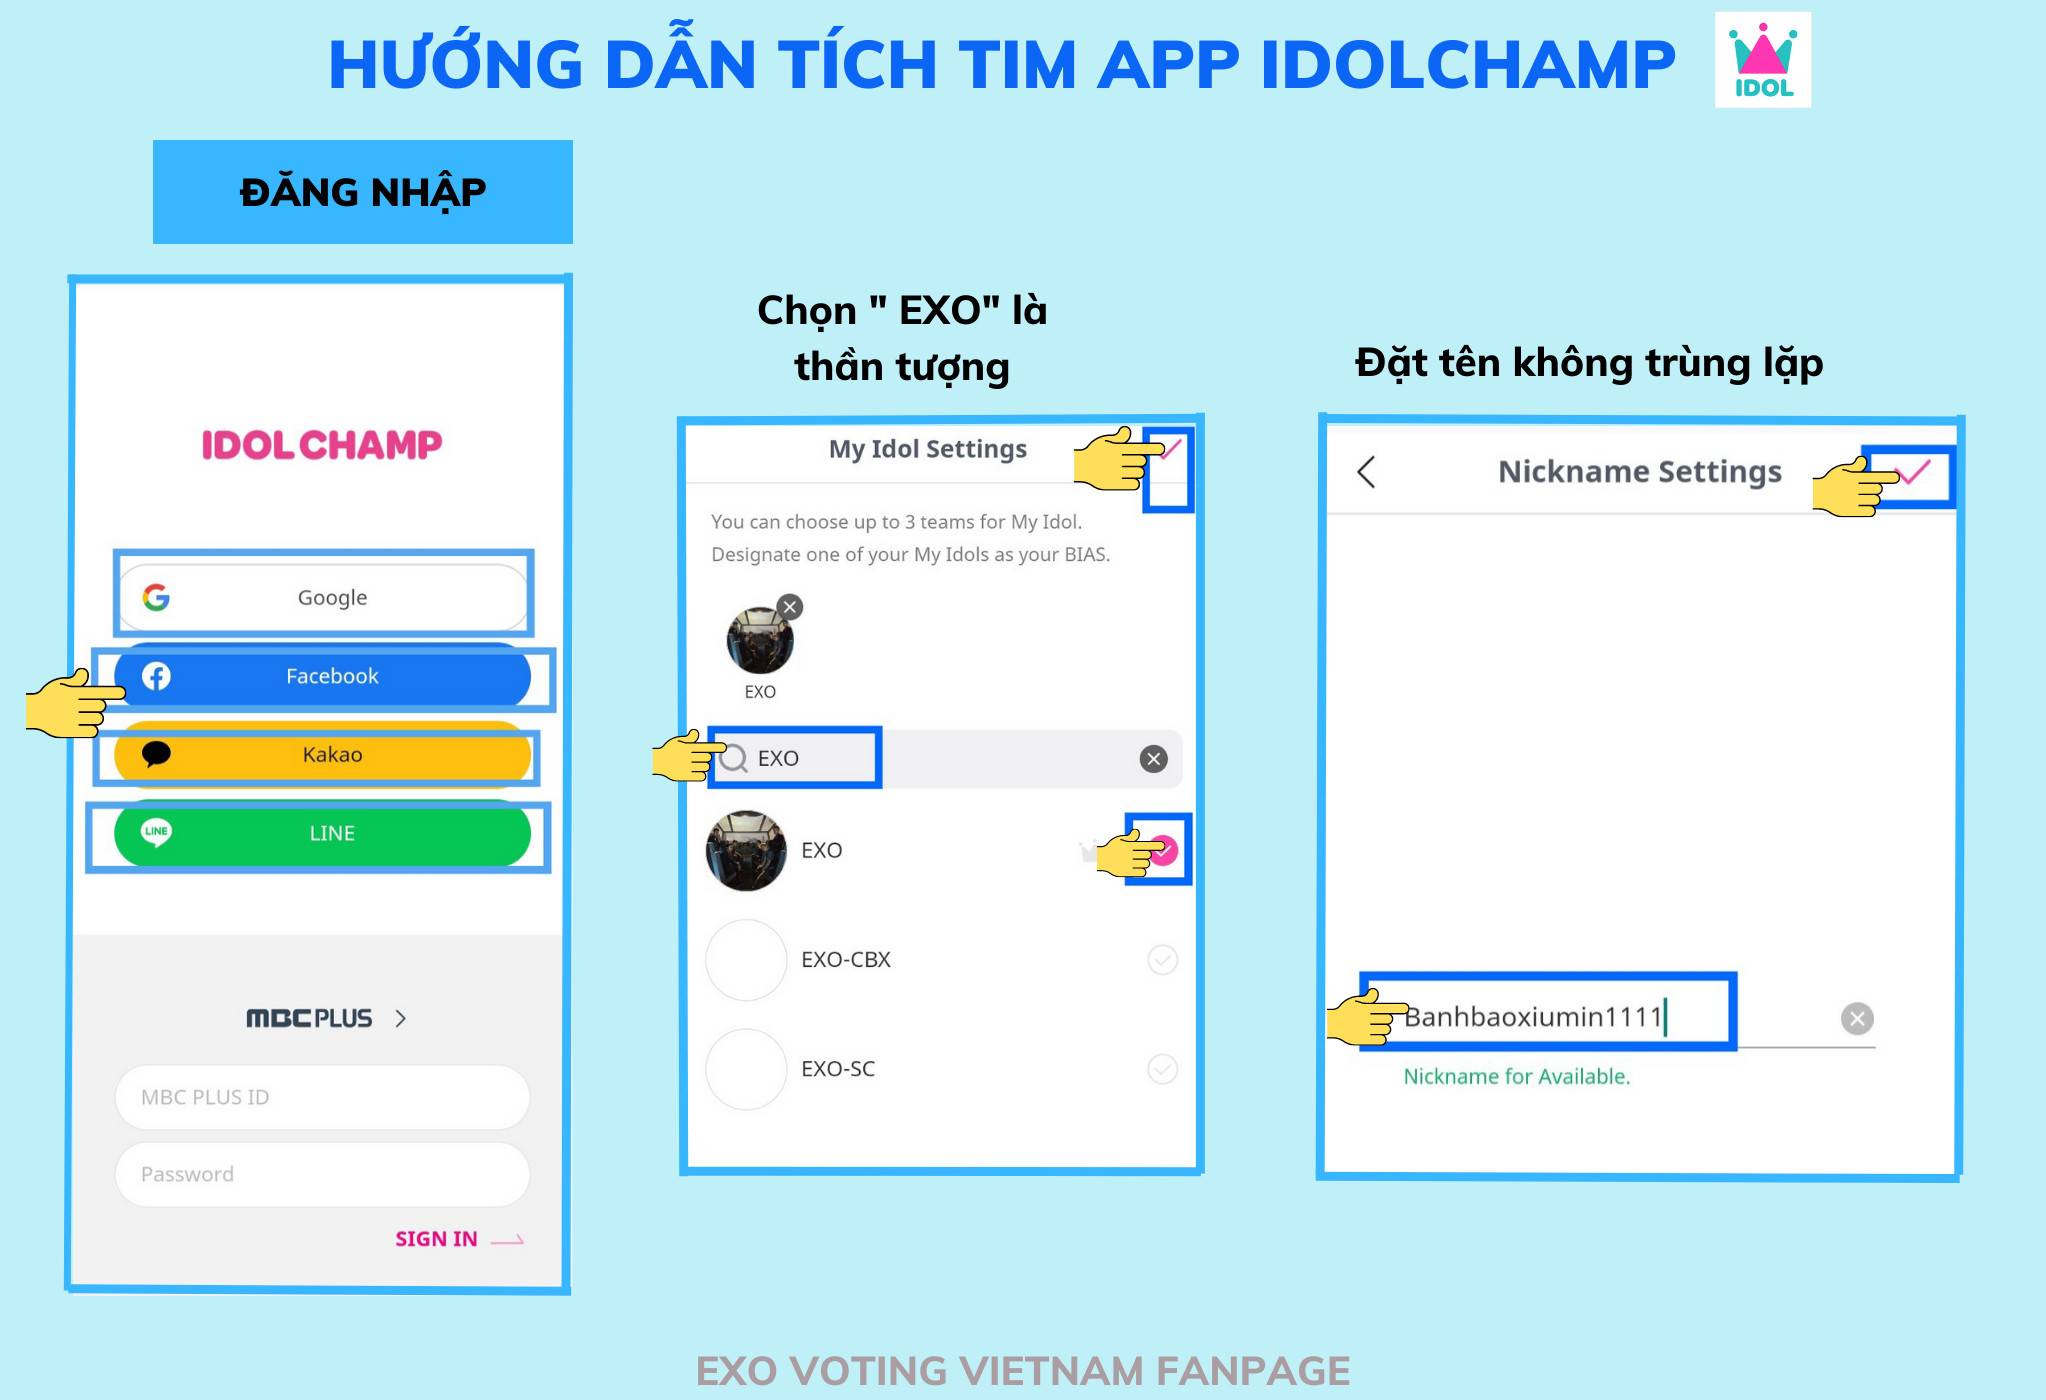 HƯỚNG DẪN TÍCH TIM APP IDOLCHAMP
IDOL
ĐĂNG NHẬP
IDOL CHAMP
Google
Facebook
Kakao
LINE
LINE
MBC PLUS
MBC PLUS ID
Password
SIGN IN
Chọn " EXO" là
thần tượng
My Idol Settings
You can choose up to 3 teams for My Idol.
Designate one of your My Idols as your BIAS.
EXO
EXO
EXO
EXO-CBX
EXO-SC
Đặt tên không trùng lặp
Nickname Settings
Banhbaoxiumin1111
Nickname for Available.
EXO VOTING VIETNAM FANPAGE